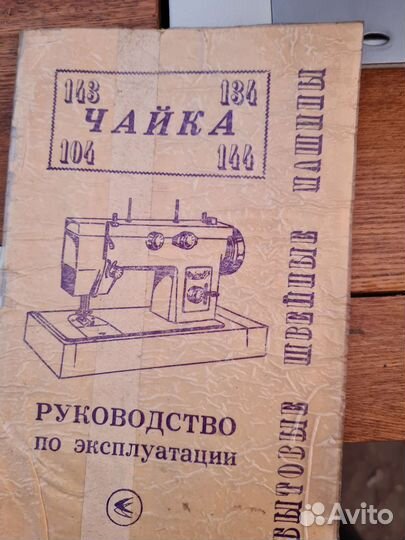 143 134
ЧАЙКА
104 144
РУКОВОДСТВО
по эксплуатации
БЫТОВЫЕ ШВЕЙНЫЕ МАШИНЫ
Avito